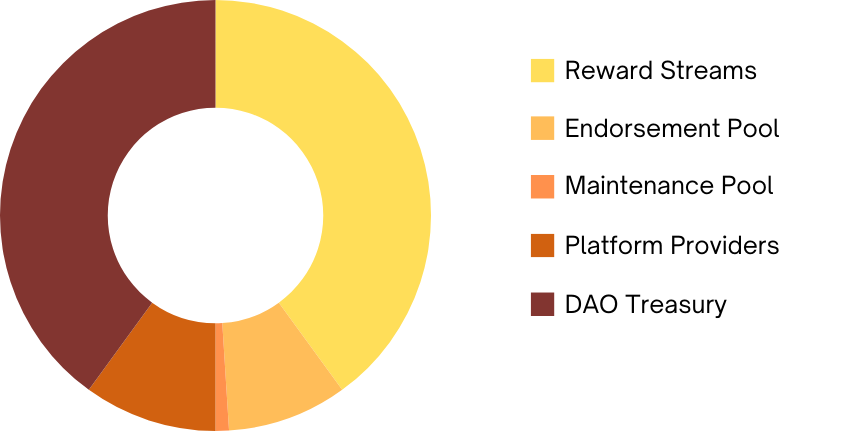 Reward Streams
Endorsement Pool
Maintenance Pool
Platform Providers
DAO Treasury